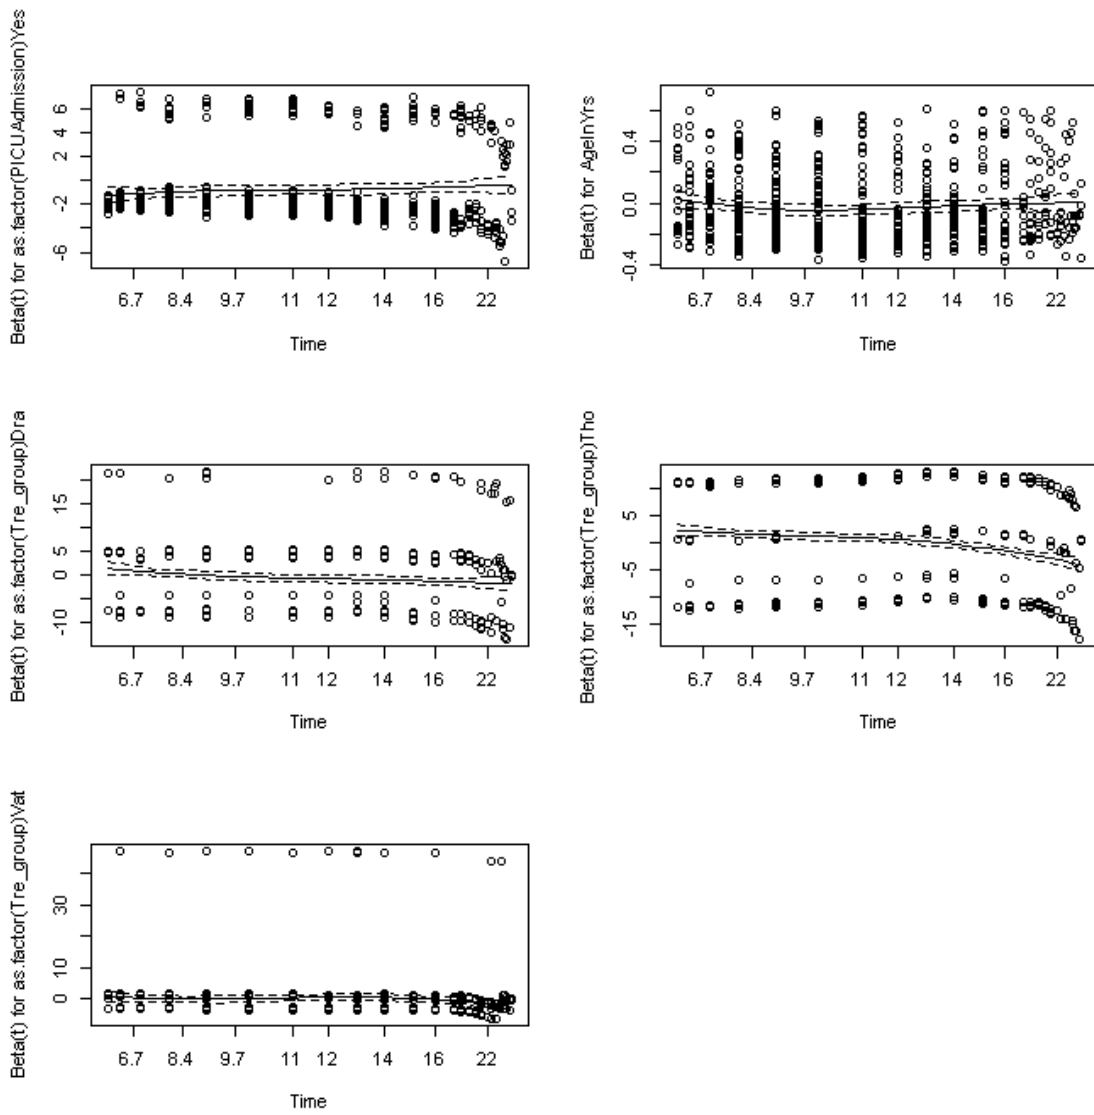 Beta(t) for as.factor(PICUAdmission)Yes
6
4
2
-2
-6
6.7 8.4 9.7 11 12 14 16 22
Time
Beta(t) for AgeInYrs
0.4
0.0
-0.4
6.7 8.4 9.7 11 12 14 16 22
Time
Beta(t) for as.factor(Tre_group)Dra
15
5
0
-10
6.7 8.4 9.7 11 12 14 16 22
Time
Beta(t) for as.factor(Tre_group)Tho
5
-5
-15
6.7 8.4 9.7 11 12 14 16 22
Time
Beta(t) for as.factor(Tre_group)Vat
30
10
0
6.7 8.4 9.7 11 12 14 16 22
Time